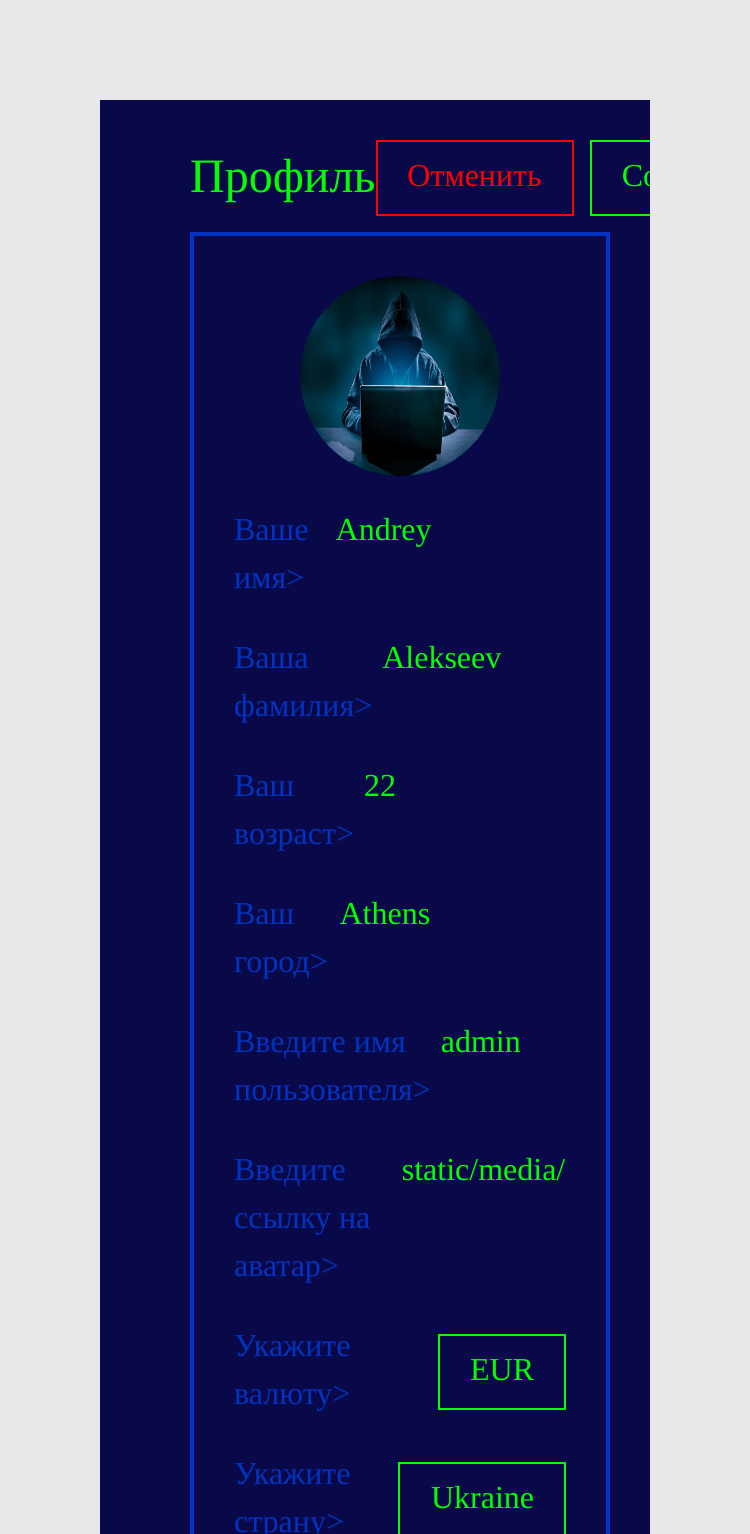 Профиль Отменить Со
Ваше Andrey
имя>
Ваша Alekseev
фамилия>
Ваш 22
возраст>
Ваш Athens
город>
Введите имя admin
пользователя>
Введите static/media/
ссылку на
аватар>
Укажите
EUR
валюту>
Укажите
Ukraine
страну>